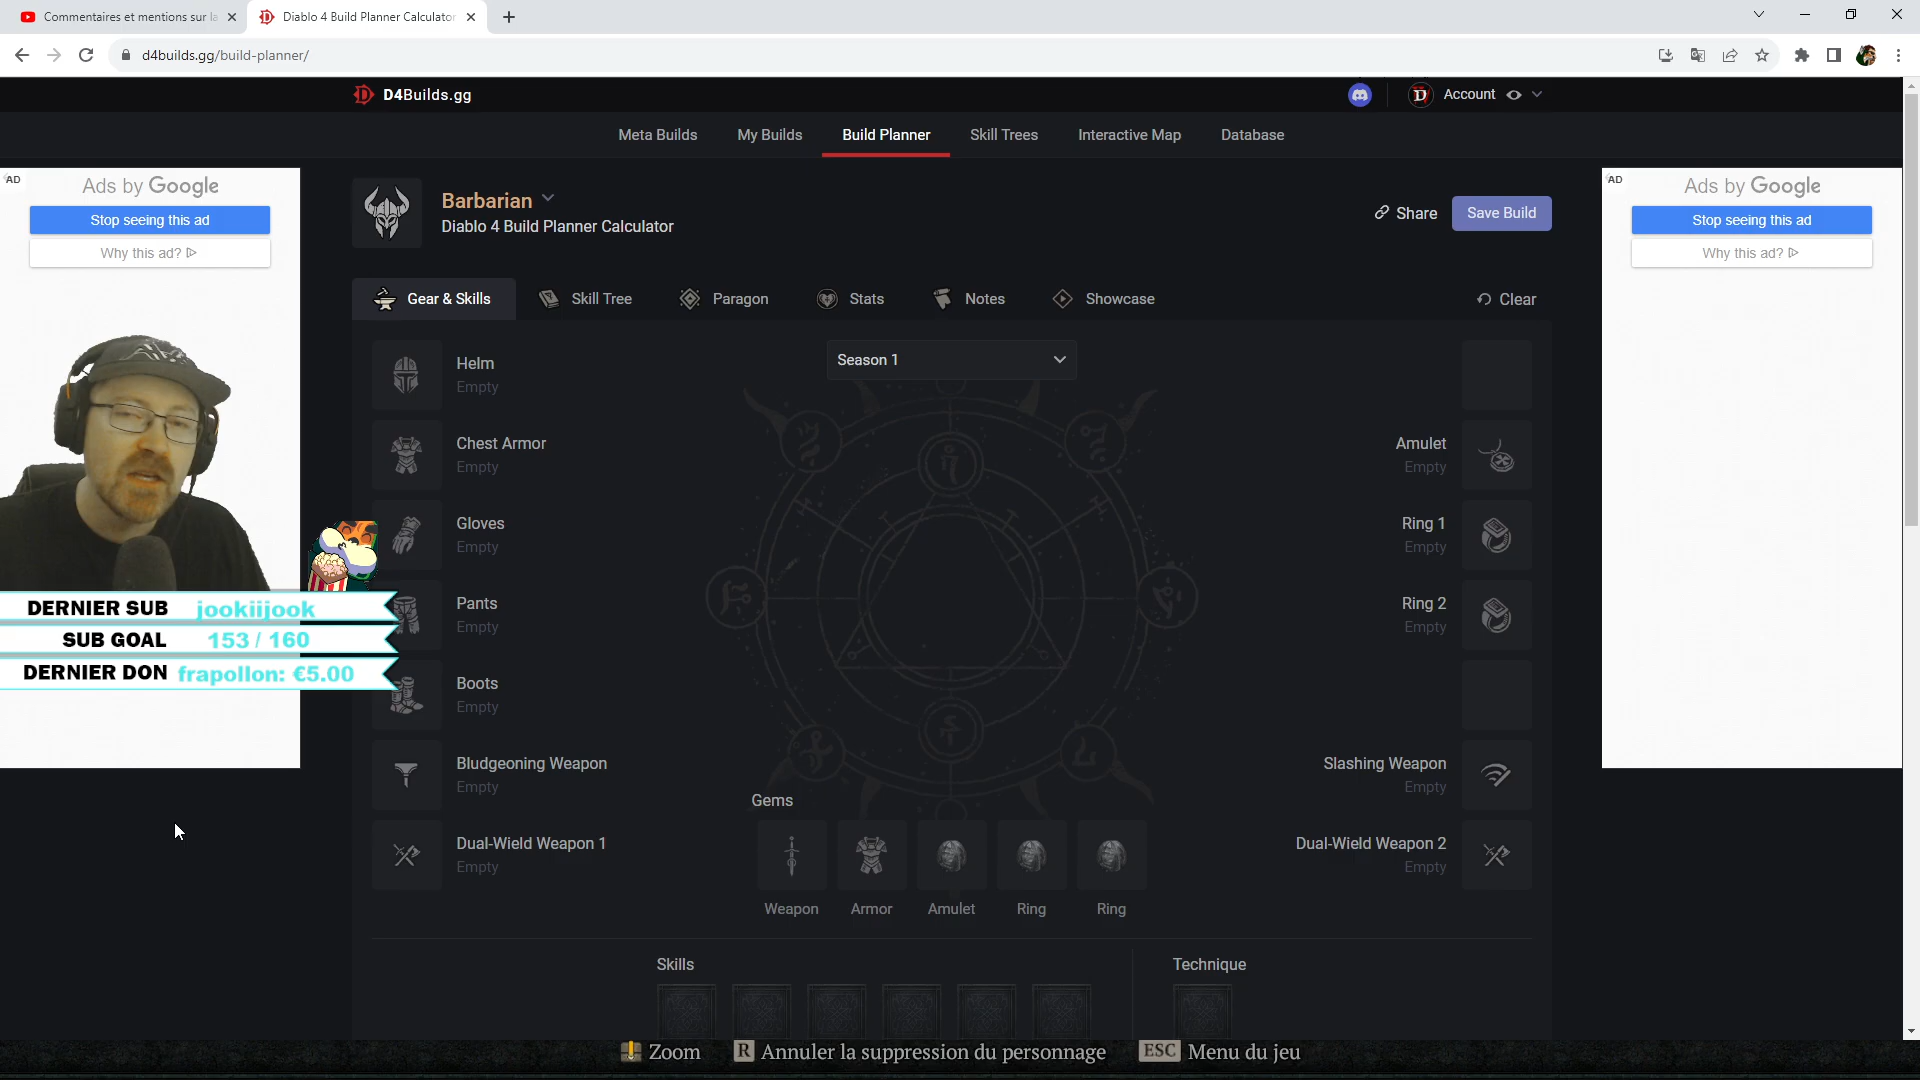 Commentaires et mentions sur la
Diablo 4 Build Planner Calculator
d4builds.gg/build-planner/
D4Builds.gg
Account
Meta Builds
My Builds
Build Planner
Skill Trees
Interactive Map
Database
AD
Ads by Google
Stop seeing this ad
Why this ad?
AD
Ads by Google
Stop seeing this ad
Why this ad?
Barbarian
Diablo 4 Build Planner Calculator
Share
Save Build
Gear & Skills
Skill Tree
Paragon
Stats
Notes
Showcase
Clear
Season 1
Helm
Empty
Chest Armor
Empty
Amulet
Empty
Gloves
Empty
Ring 1
Empty
Pants
Empty
Ring 2
Empty
Boots
Empty
Bludgeoning Weapon
Empty
Slashing Weapon
Empty
Dual-Wield Weapon 1
Empty
Dual-Wield Weapon 2
Empty
Gems
Weapon
Armor
Amulet
Ring
Ring
Skills
Technique
DERNIER SUB jookiijook
SUB GOAL 153 / 160
DERNIER DON frapollon: €5.00
Zoom
R Annuler la suppression du personnage
ESC Menu du jeu